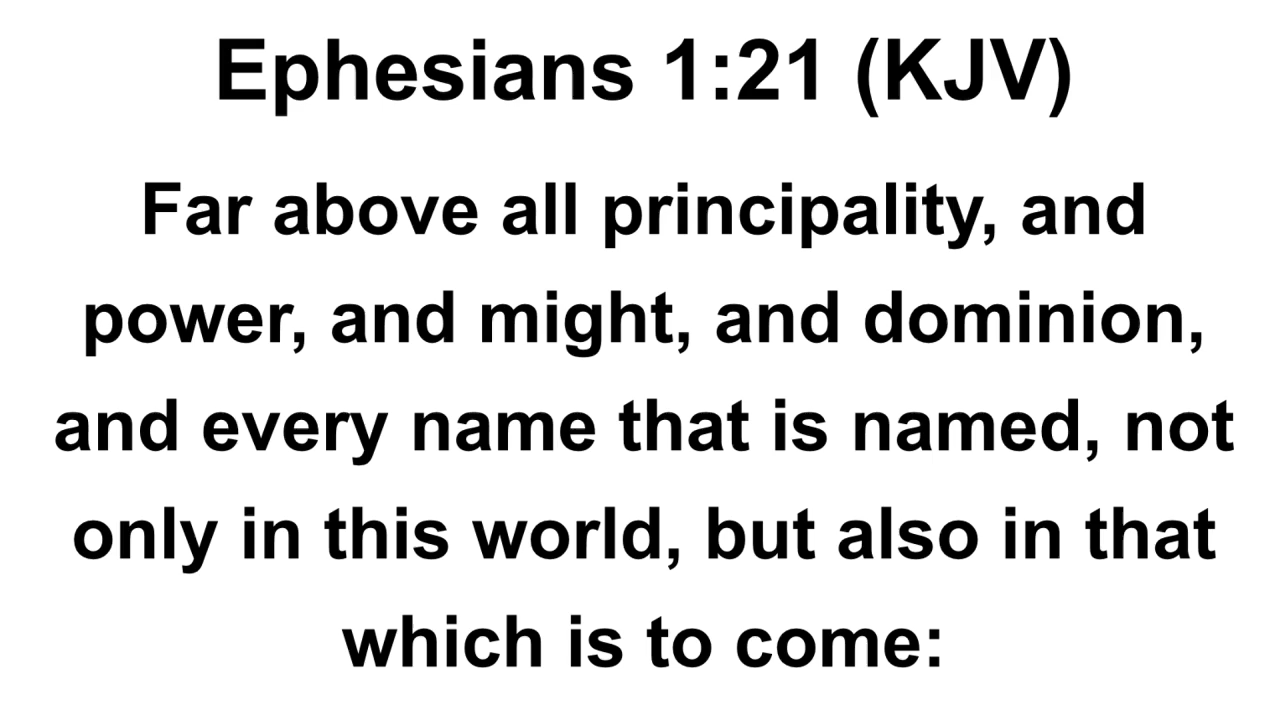 Ephesians 1:21 (KJV)
Far above all principality, and
power, and might, and dominion,
and every name that is named, not
only in this world, but also in that
which is to come: